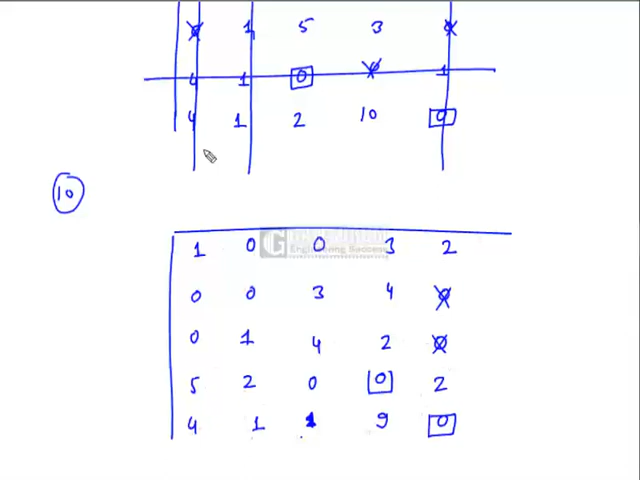 0 1 5 3 0
4 1 0 0 1
4 1 2 10 0
10
1 0 0 3 2
Engineering Success
0 0 3 4 0
0 1 4 2 0
5 2 0 0 2
4 1 1 9 0